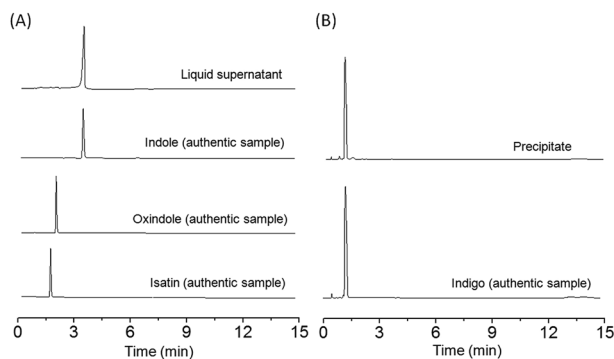 (A)
Liquid supernatant
Indole (authentic sample)
Oxindole (authentic sample)
Isatin (authentic sample)
0 3 6 9 12 15
Time (min)
(B)
Precipitate
Indigo (authentic sample)
0 3 6 9 12 15
Time (min)